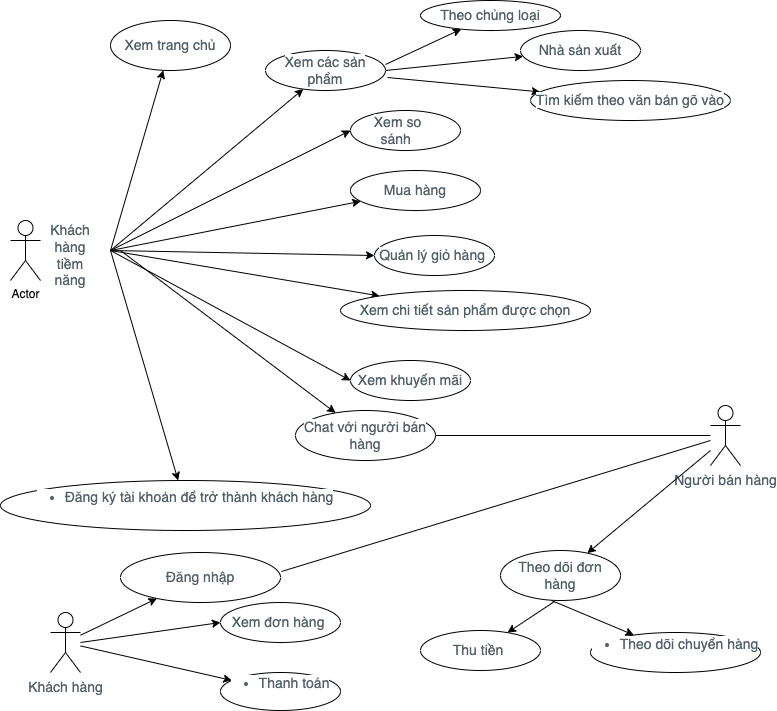 Theo chủng loại
Xem trang chủ
Nhà sản xuất
Xem các sản
phẩm
Tìm kiếm theo văn bản gõ vào
Xem so
sánh
Mua hàng
Khách
hàng
tiềm
năng
Actor
Quản lý giỏ hàng
Xem chi tiết sản phẩm được chọn
Xem khuyến mãi
Chat với người bán
hàng
Người bán hàng
• Đăng ký tài khoản để trở thành khách hàng
Đăng nhập
Theo dõi đơn
hàng
Xem đơn hàng
Thu tiền
• Theo dõi chuyển hàng
Khách hàng
• Thanh toán